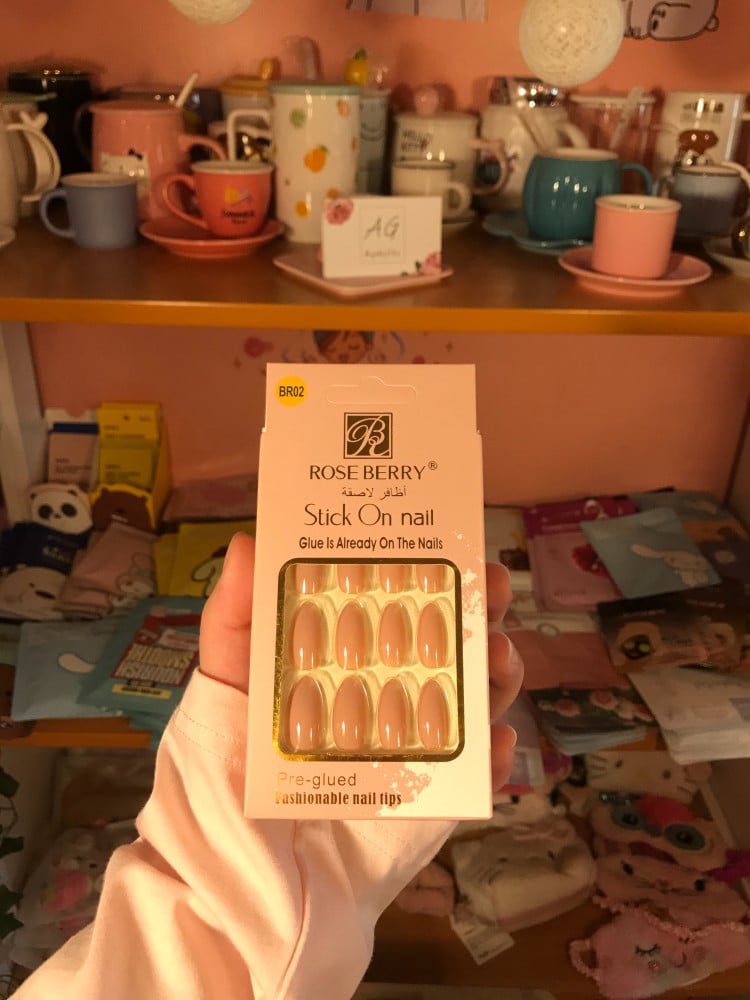 AG
BR02
R
ROSE BERRY®
أظافر لاصقة
Stick On nail
Glue Is Already On The Nails
Pre-glued
Fashionable nail tips